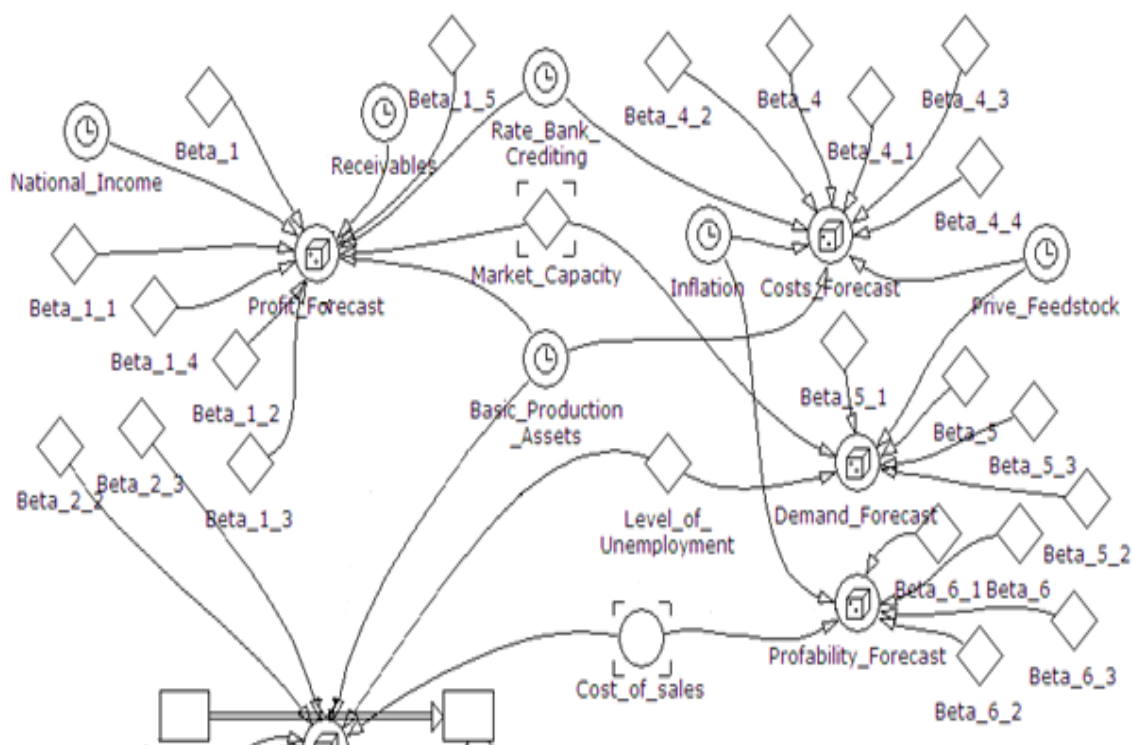 Beta_1_5
Beta_4_2
Beta_4
Beta_4_3
Beta_1
Receivables
Rate_Bank_
Crediting
Beta_4_1
National_Income
Beta_4_4
Market_Capacity
Inflation
Costs_Forecast
Prive_Feedstock
Beta_1_1
Profit_Forecast
Beta_1_4
Beta_1_2
Basic_Production
_Assets
Beta_5_1
Beta_5
Beta_5_3
Beta_2_2
Beta_2_3
Beta_1_3
Level_of_
Unemployment
Demand_Forecast
Beta_5_2
Beta_6_1
Beta_6
Profability_Forecast
Beta_6_3
Cost_of_sales
Beta_6_2